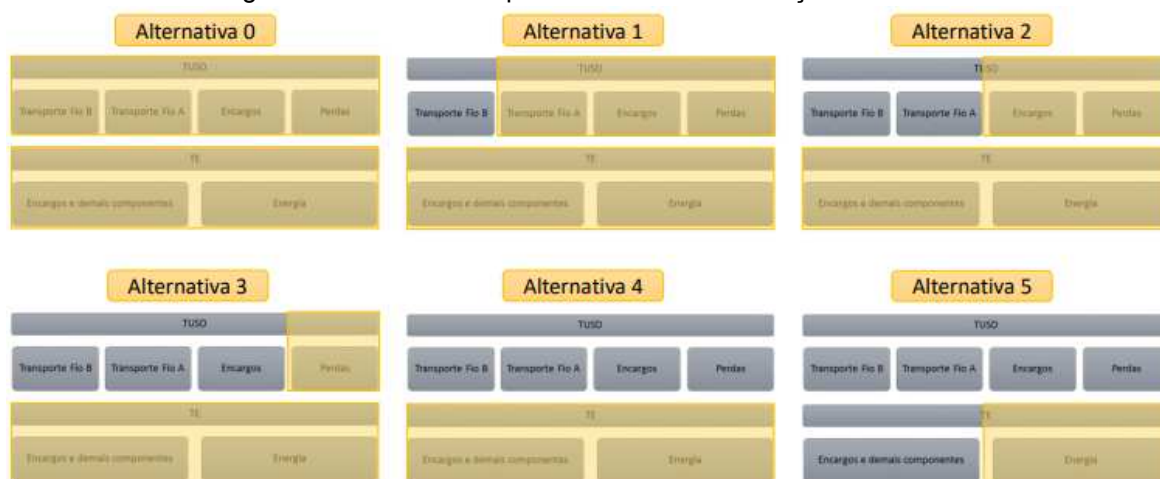 Alternativa 0
Alternativa 1
Alternativa 2
TUSD
TUSD
TUSD
Transporte Fio B Transporte Fio A Encargos Perdas
Transporte Fio B Transporte Fio A Encargos Perdas
Transporte Fio B Transporte Fio A Encargos Perdas
TE
TE
TE
Encargos e demais componentes Energia
Encargos e demais componentes Energia
Encargos e demais componentes Energia
Alternativa 3
Alternativa 4
Alternativa 5
TUSD
TUSD
TUSD
Transporte Fio B Transporte Fio A Encargos Perdas
Transporte Fio B Transporte Fio A Encargos Perdas
Transporte Fio B Transporte Fio A Encargos Perdas
TE
TE
TE
Encargos e demais componentes Energia
Encargos e demais componentes Energia
Encargos e demais componentes Energia